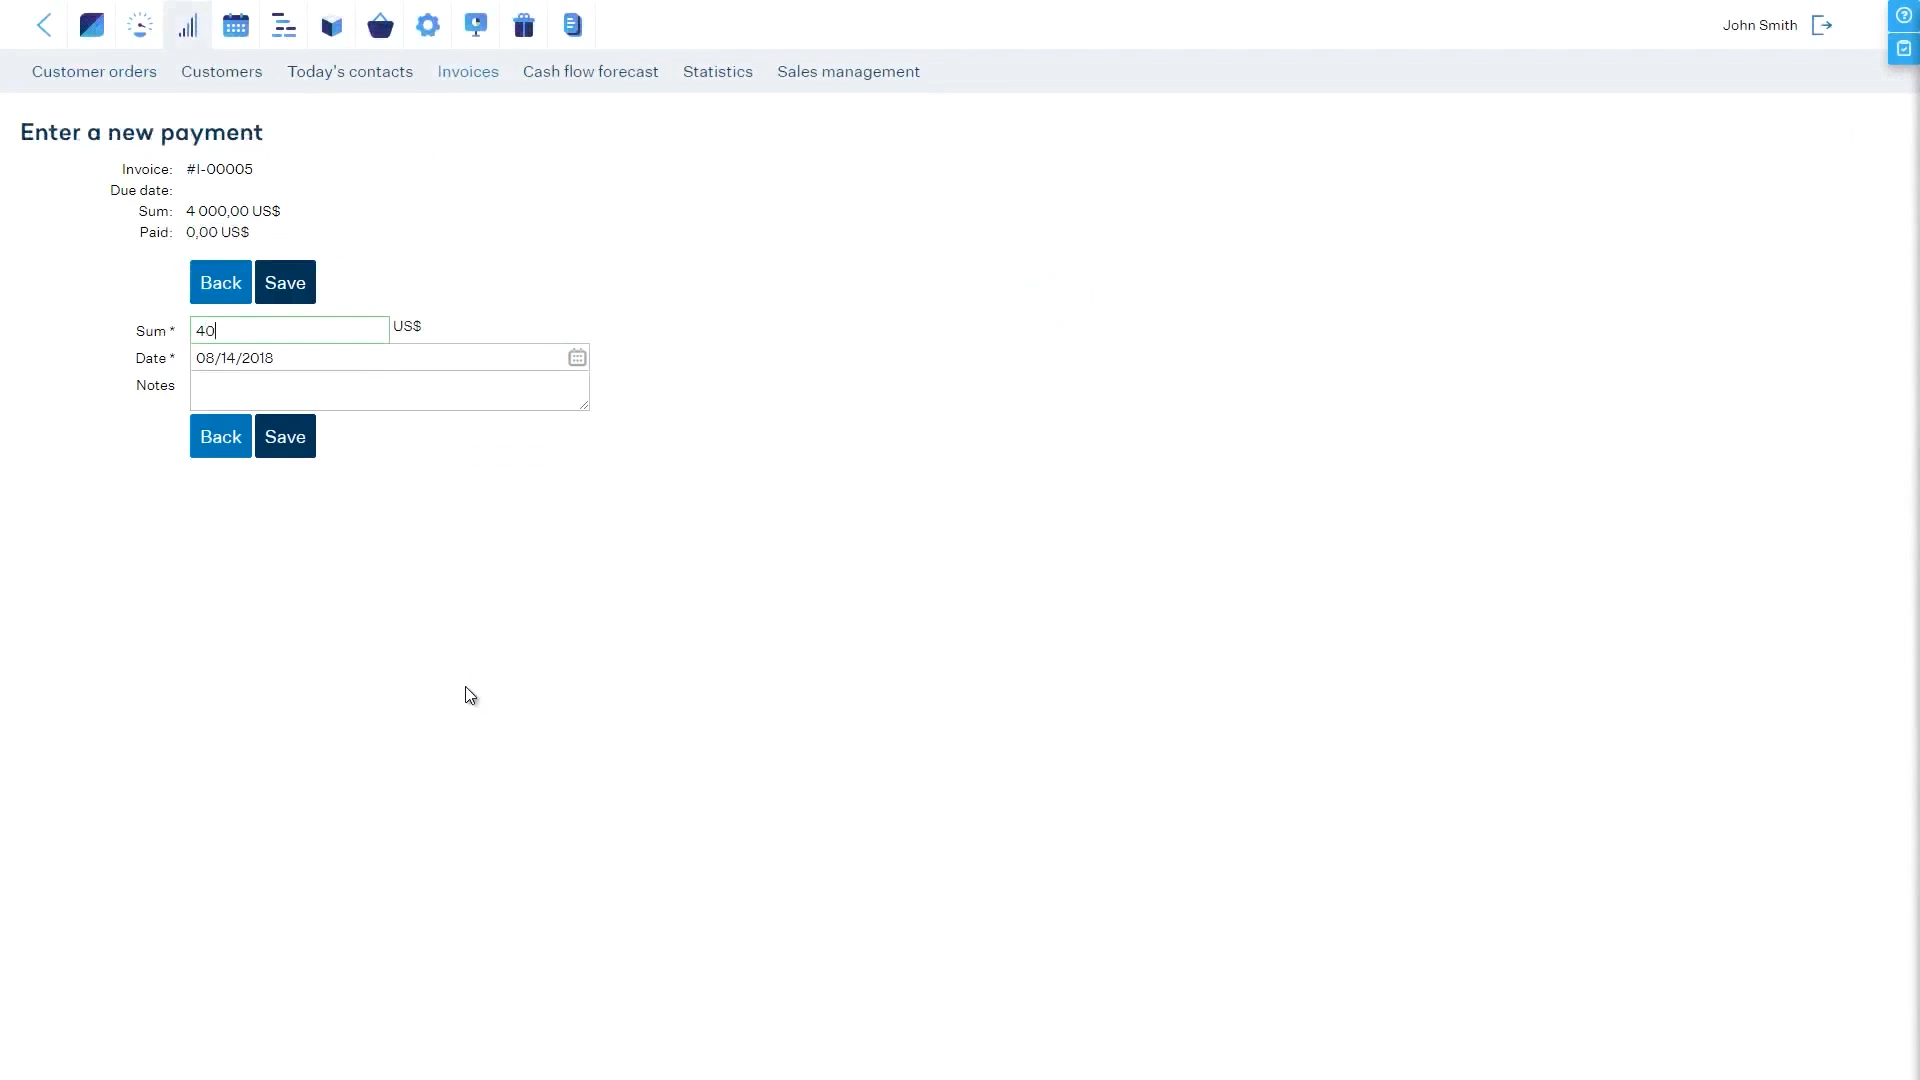 John Smith
Customer orders Customers Today's contacts Invoices Cash flow forecast Statistics Sales management
Enter a new payment
Invoice: #I-00005
Due date:
Sum: 4 000,00 US$
Paid: 0,00 US$
Back Save
Sum * 40 US$
Date * 08/14/2018
Notes
Back Save